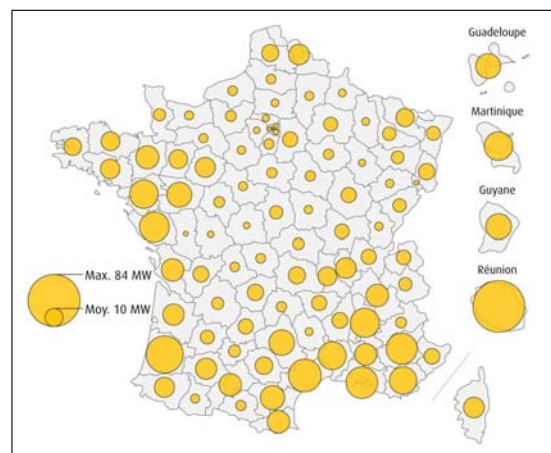 Guadeloupe
Martinique
Guyane
Réunion
Max. 84 MW
Moy. 10 MW